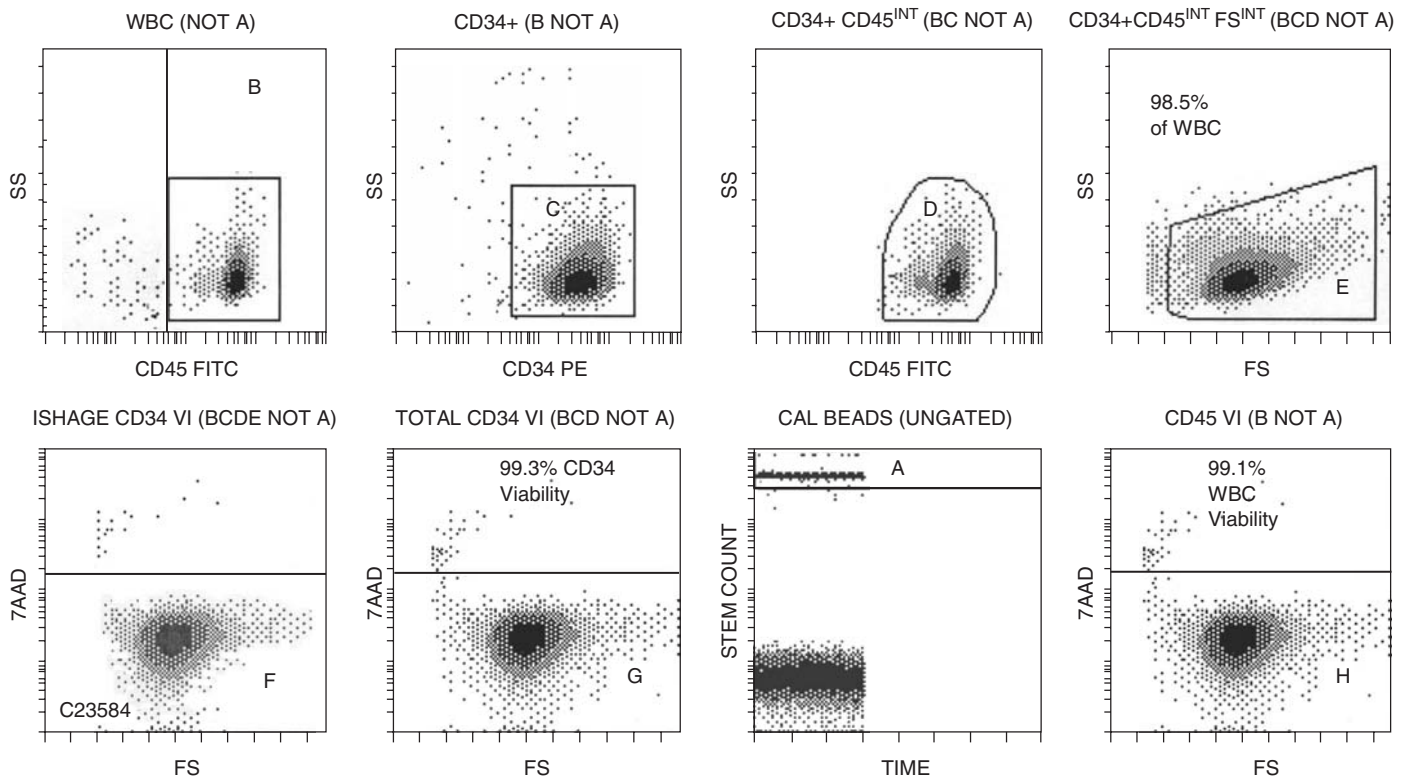 WBC (NOT A)
SS
B
CD45 FITC
CD34+ (B NOT A)
SS
C
CD34 PE
CD34+ CD45INT (BC NOT A)
SS
D
CD45 FITC
CD34+CD45INT FSINT (BCD NOT A)
SS
98.5%
of WBC
E
FS
ISHAGE CD34 VI (BCDE NOT A)
7AAD
F
C23584
FS
TOTAL CD34 VI (BCD NOT A)
7AAD
99.3% CD34
Viability
G
FS
CAL BEADS (UNGATED)
STEM COUNT
A
TIME
CD45 VI (B NOT A)
7AAD
99.1%
WBC
Viability
H
FS